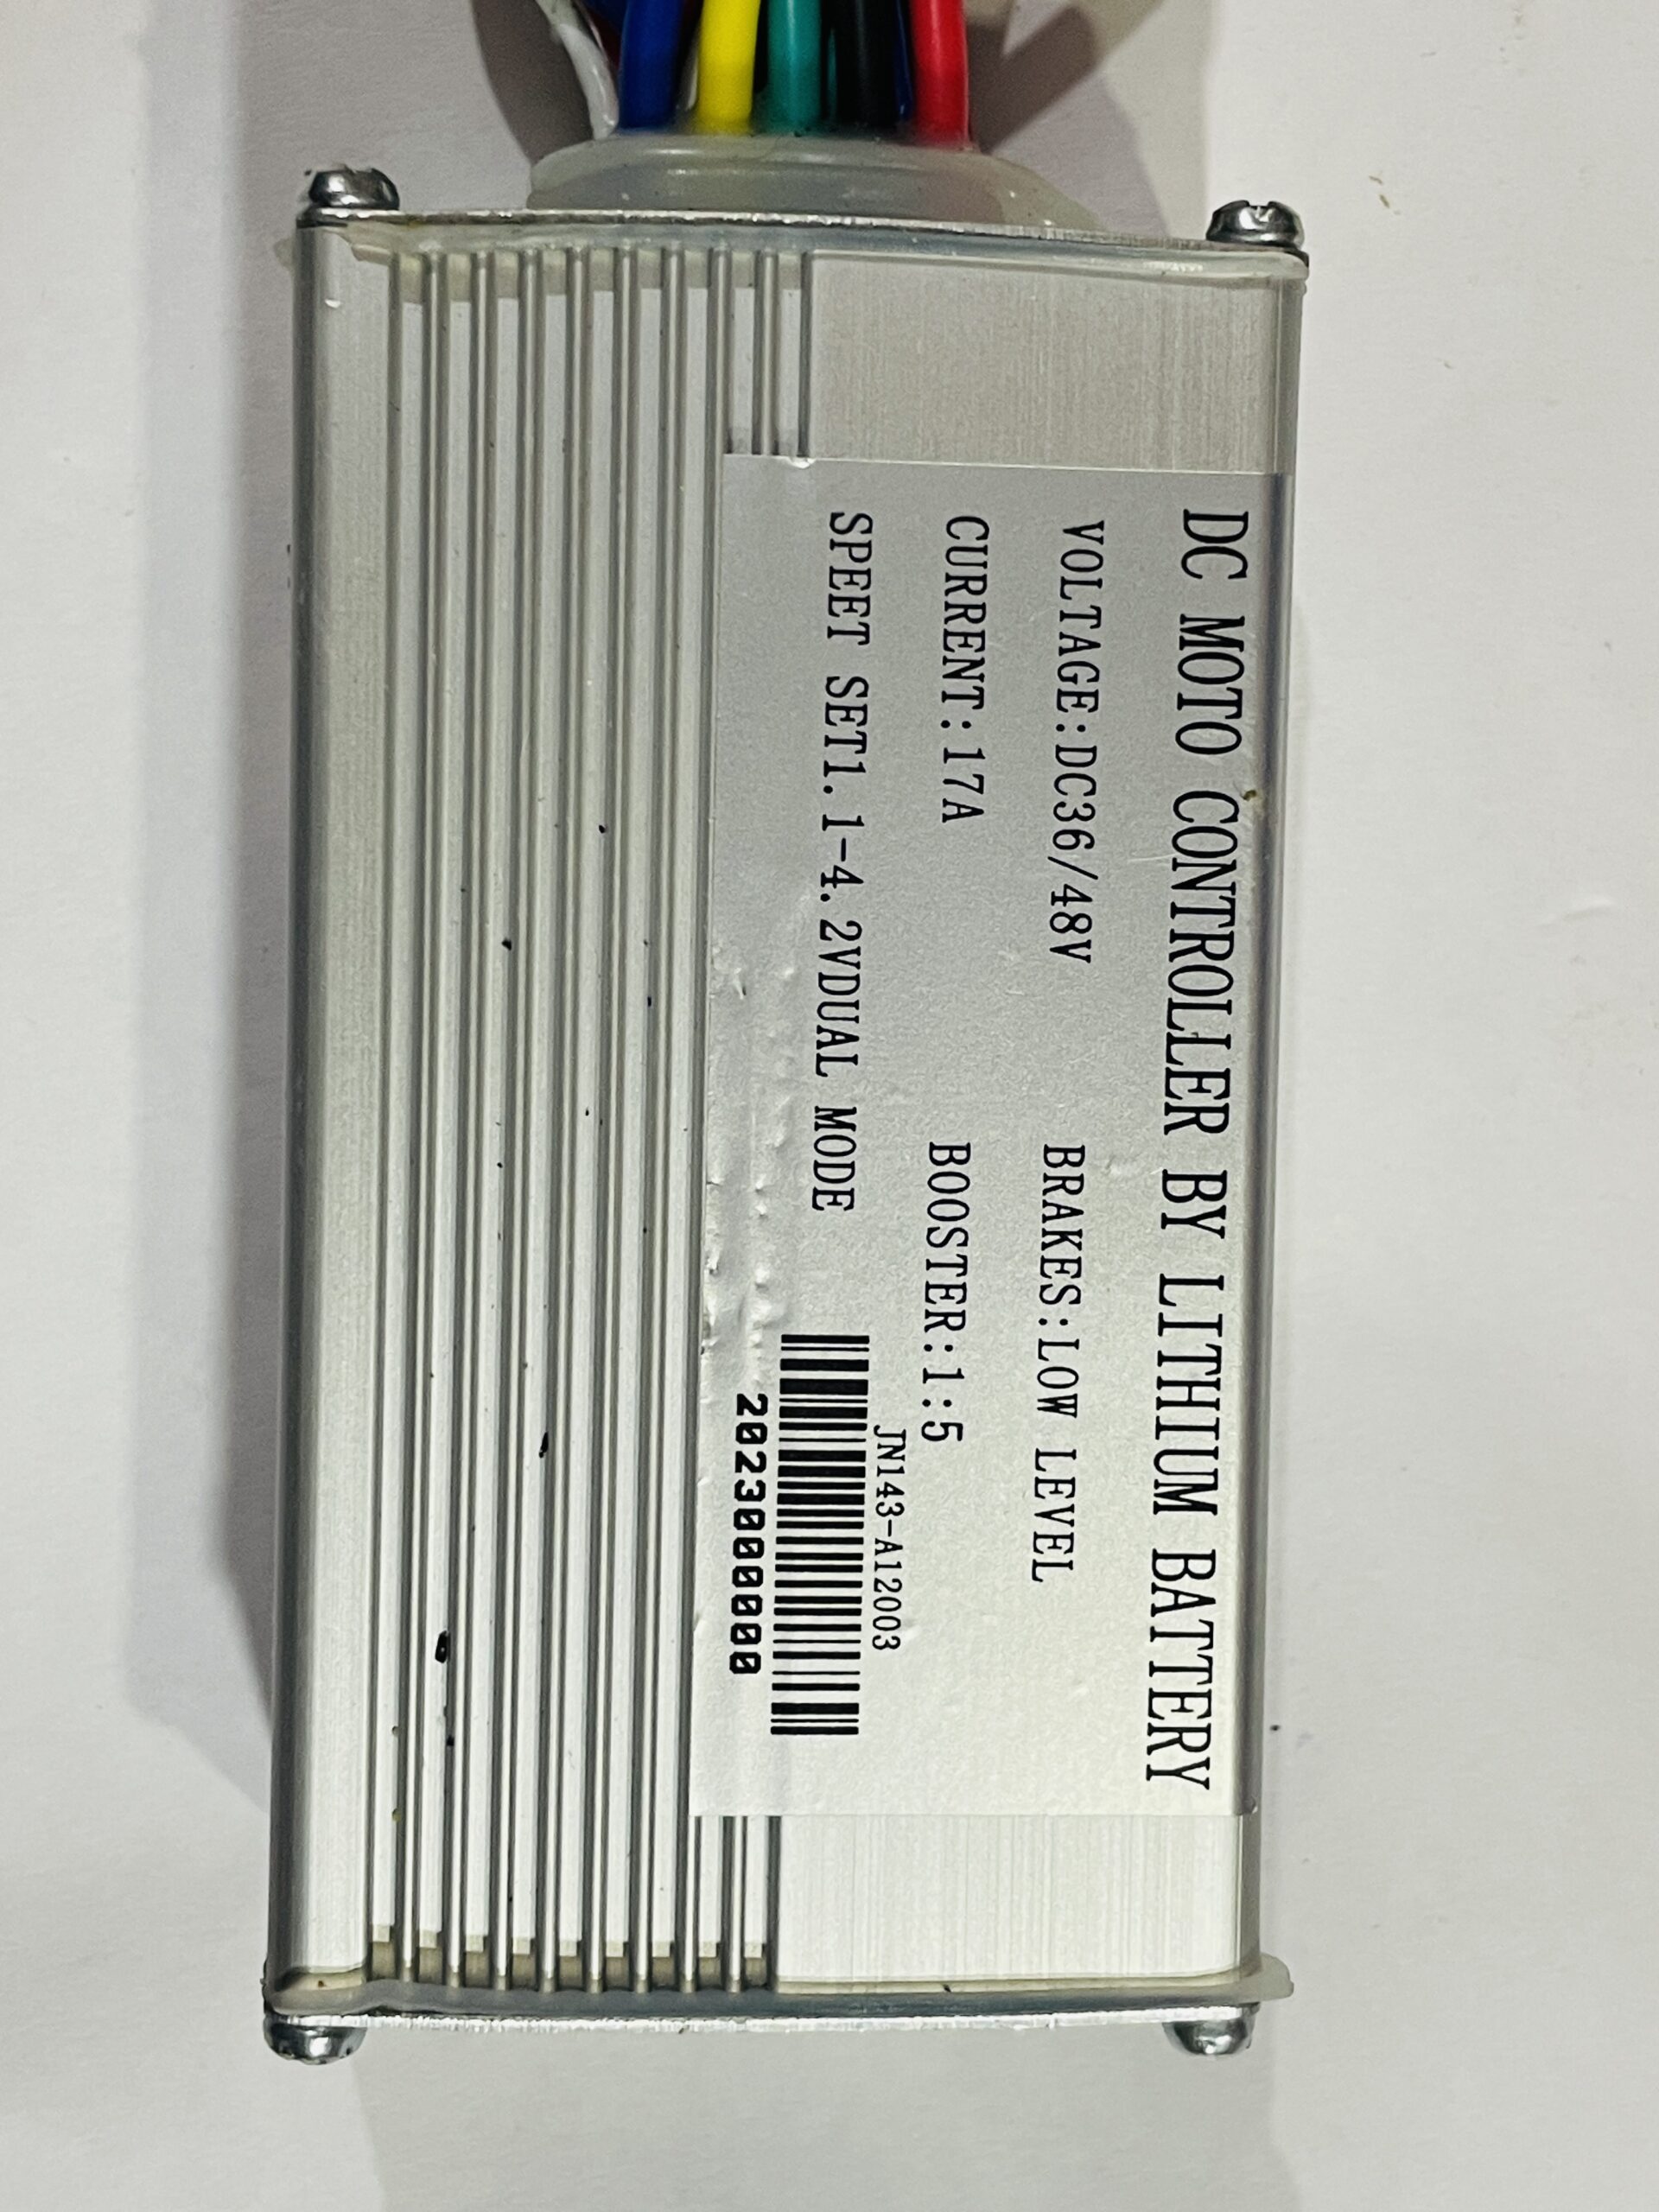 DC MOTO CONTROLLER BY LITHIUM BATTERY
VOLTAGE:DC36/48V BRAKES:LOW LEVEL
CURRENT:17A BOOSTER:1:5
SPEET SET1.1-4.2VDUAL MODE
JN143-A12003
20230000000